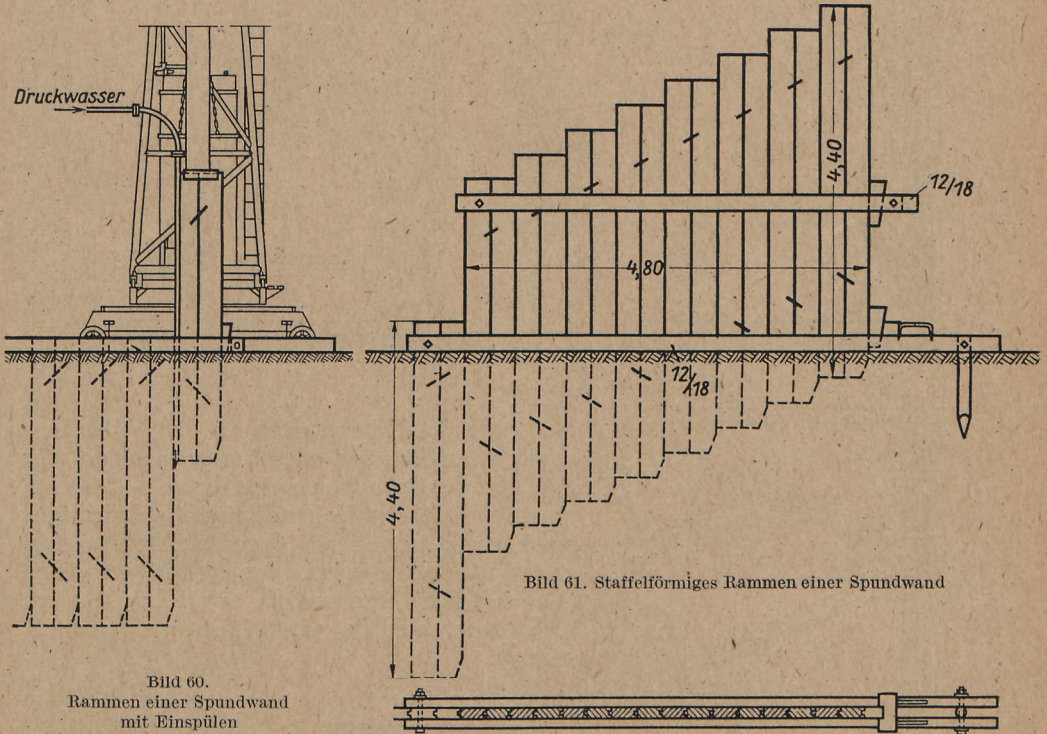 Druckwasser
4,40
12/18
4,80
12/18
4,40
Bild 61. Staffelförmiges Rammen einer Spundwand
Bild 60.
Rammen einer Spundwand
mit Einspülen